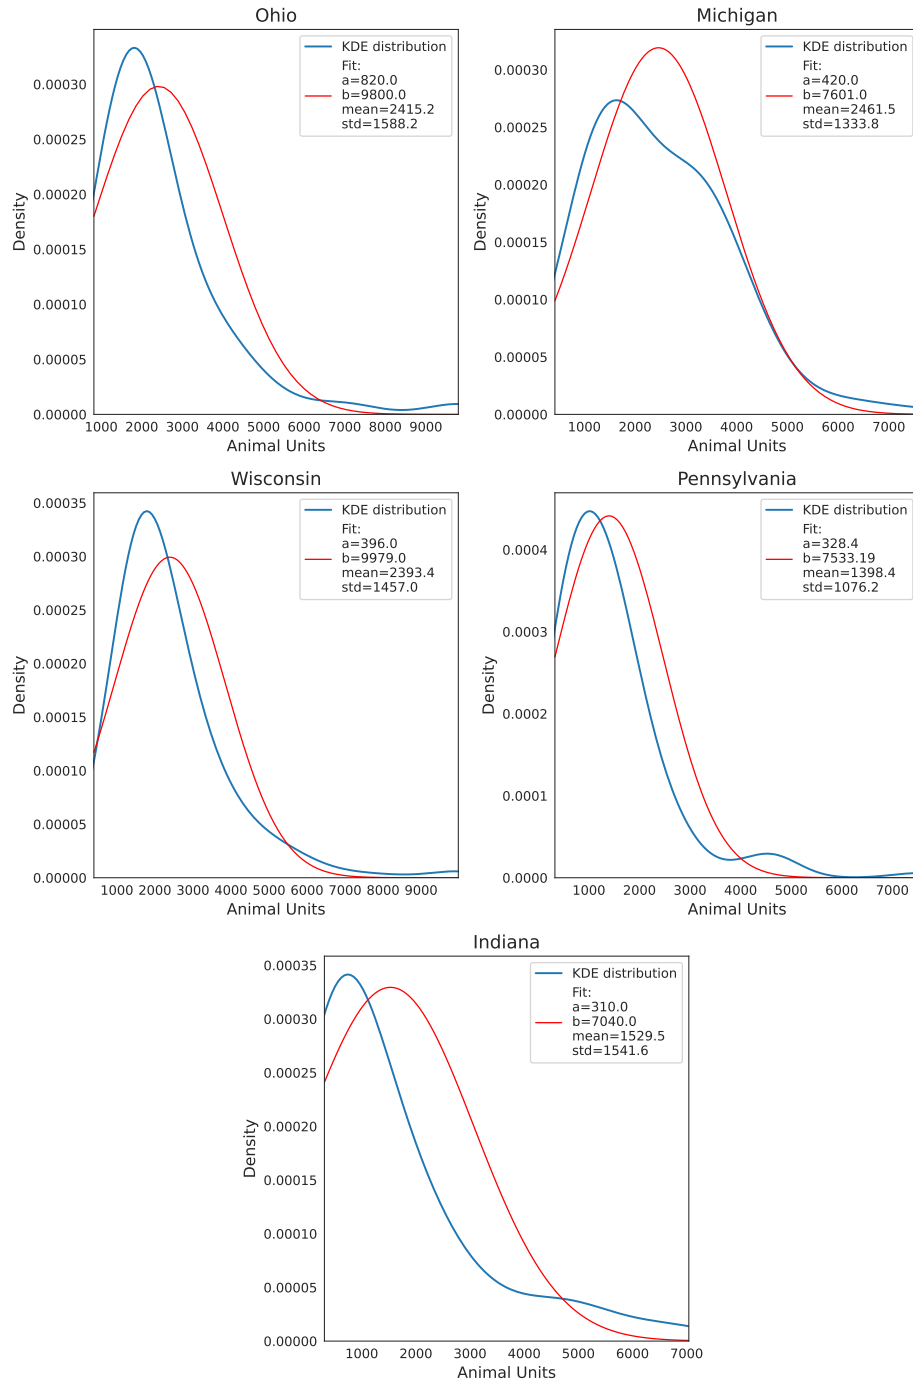 Ohio
KDE distribution
Fit:
a=820.0
b=9800.0
mean=2415.2
std=1588.2
0.00030
0.00025
0.00020
0.00015
0.00010
0.00005
0.00000
Density
1000 2000 3000 4000 5000 6000 7000 8000 9000
Animal Units
Michigan
KDE distribution
Fit:
a=420.0
b=7601.0
mean=2461.5
std=1333.8
0.00030
0.00025
0.00020
0.00015
0.00010
0.00005
0.00000
Density
1000 2000 3000 4000 5000 6000 7000
Animal Units
Wisconsin
KDE distribution
Fit:
a=396.0
b=9979.0
mean=2393.4
std=1457.0
0.00035
0.00030
0.00025
0.00020
0.00015
0.00010
0.00005
0.00000
Density
1000 2000 3000 4000 5000 6000 7000 8000 9000
Animal Units
Pennsylvania
KDE distribution
Fit:
a=328.4
b=7533.19
mean=1398.4
std=1076.2
0.0004
0.0003
0.0002
0.0001
0.0000
Density
1000 2000 3000 4000 5000 6000 7000
Animal Units
Indiana
KDE distribution
Fit:
a=310.0
b=7040.0
mean=1529.5
std=1541.6
0.00035
0.00030
0.00025
0.00020
0.00015
0.00010
0.00005
0.00000
Density
1000 2000 3000 4000 5000 6000 7000
Animal Units